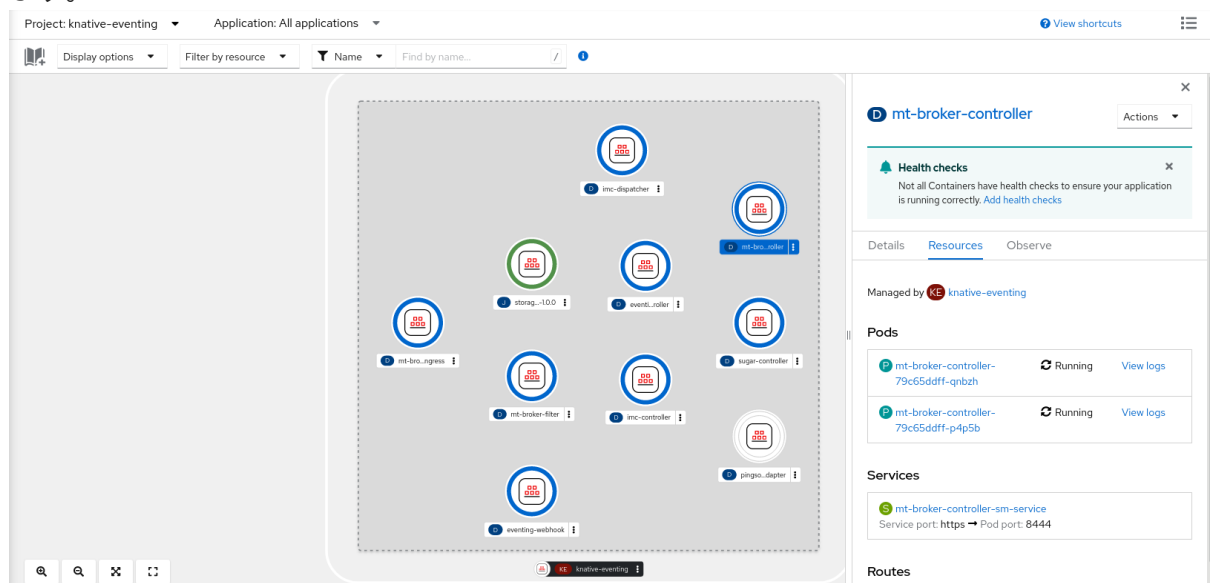 Project: knative-eventing
Application: All applications
View shortcuts
Display options
Filter by resource
Name
Find by name...
/
imc-dispatcher
D
mt-bro...roller
D
storag...-1.0.0
J
eventi...roller
D
mt-bro...ngress
D
sugar-controller
D
mt-broker-filter
D
imc-controller
D
pingso...dapter
D
eventing-webhook
D
KE knative-eventing
D mt-broker-controller
Actions
Health checks
Not all Containers have health checks to ensure your application
is running correctly. Add health checks
Details Resources Observe
Managed by KE knative-eventing
Pods
P mt-broker-controller- Running View logs
79c65ddff-qnbzh
P mt-broker-controller- Running View logs
79c65ddff-p4p5b
Services
S mt-broker-controller-sm-service
Service port: https → Pod port: 8444
Routes